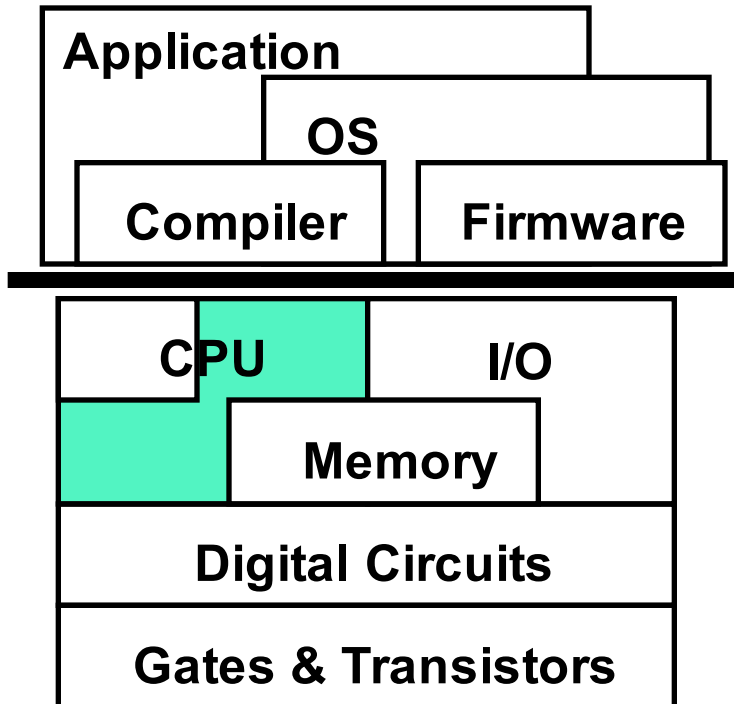 Application
OS
Compiler
Firmware
CPU
I/O
Memory
Digital Circuits
Gates & Transistors